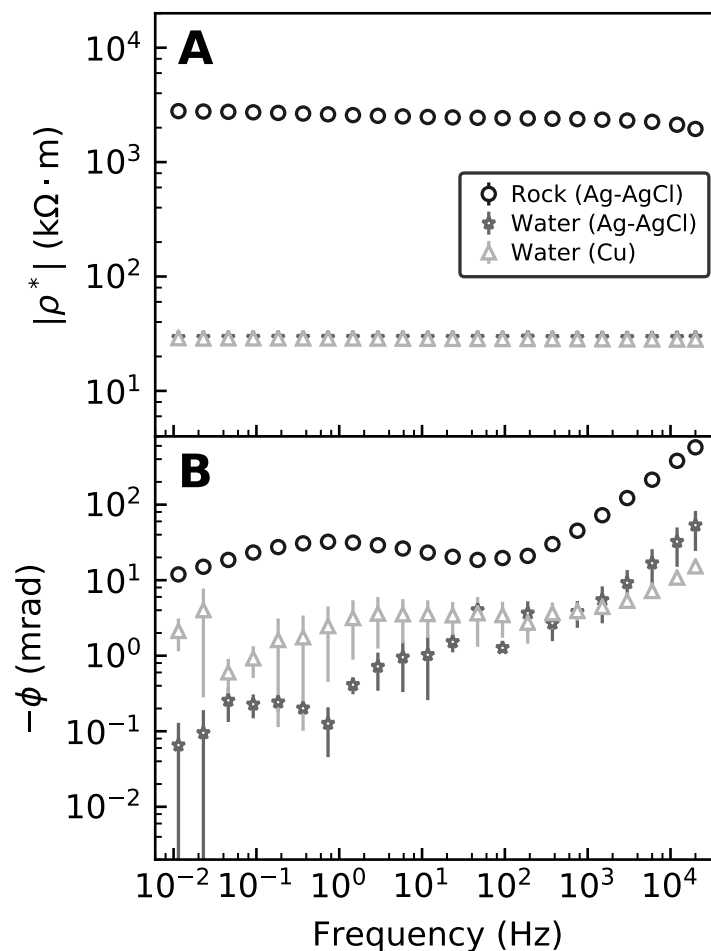 A
10^4
10^3
10^2
10^1
|ρ*| (kΩ · m)
Rock (Ag-AgCl)
Water (Ag-AgCl)
Water (Cu)
B
10^2
10^1
10^0
10^-1
10^-2
−ϕ (mrad)
10^-2 10^-1 10^0 10^1 10^2 10^3 10^4
Frequency (Hz)